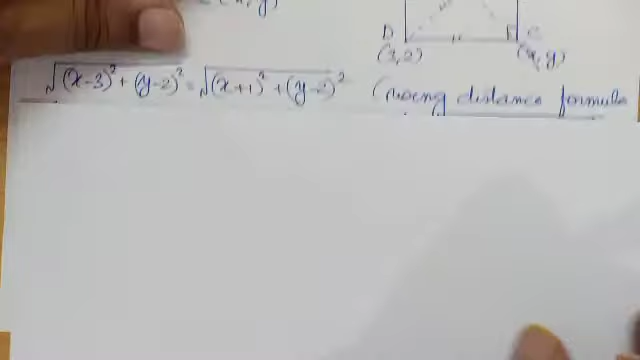 (x, y)
D C
(3,2) (x, y)
√(x-3)² + (y-2)² = √(x+1)² + (y-2)² (using distance formula